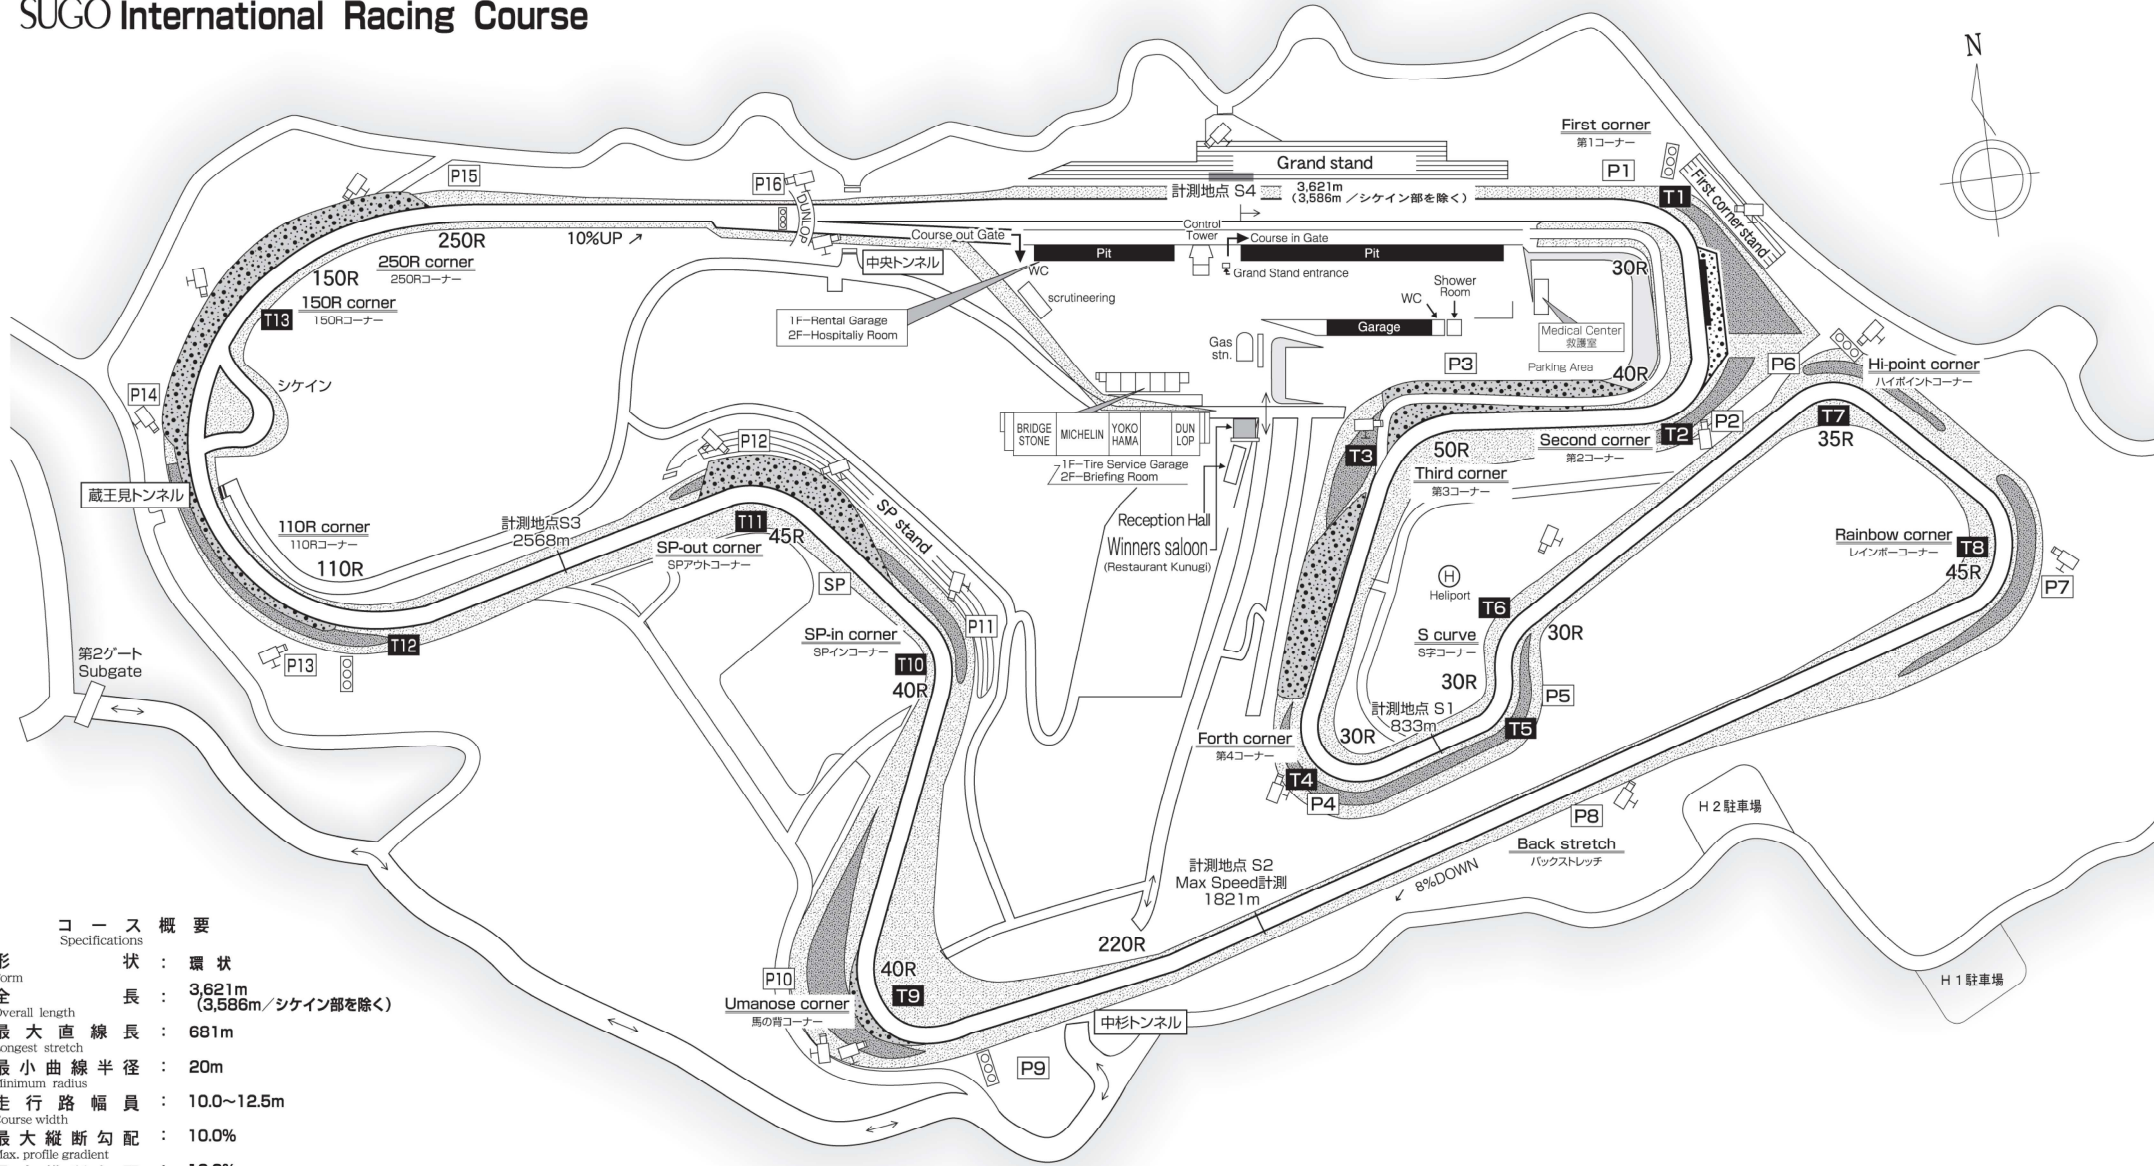 SUGO International Racing Course
N
First corner
第1コーナー
P1
T1
First corner stand
Grand stand
計測地点 S4
3,621m
(3,586m／シケイン部を除く)
P15
P16
DUNLOP
250R
250R corner
250Rコーナー
10%UP
150R
150R corner
150Rコーナー
T13
Course out Gate
Control
Tower
Course in Gate
Pit
Pit
中央トンネル
WC
Grand Stand entrance
scrutineering
1F-Rental Garage
2F-Hospitaliy Room
Shower
Room
WC
Garage
Gas
stn.
30R
Medical Center
救護室
Parking Area
40R
P3
P6
Hi-point corner
ハイポイントコーナー
T7
35R
P2
T2
Second corner
第2コーナー
50R
T3
Third corner
第3コーナー
P14
シケイン
蔵王見トンネル
BRIDGE
STONE
MICHELIN
YOKO
HAMA
DUN
LOP
1F-Tire Service Garage
2F-Briefing Room
Reception Hall
Winners saloon
(Restaurant Kunugi)
P12
SP stand
T11
45R
SP-out corner
SPアウトコーナー
計測地点S3
2568m
110R corner
110Rコーナー
110R
SP
SP-in corner
SPインコーナー
T10
40R
P11
T12
P13
第2ゲート
Subgate
Rainbow corner
レインボーコーナー
T8
45R
P7
H
Heliport
T6
S curve
S字コーナー
30R
30R
P5
T5
計測地点 S1
833m
30R
Forth corner
第4コーナー
T4
P4
P8
Back stretch
バックストレッチ
8%DOWN
H2駐車場
H1駐車場
計測地点 S2
Max Speed計測
1821m
220R
40R
T9
P10
Umanose corner
馬の背コーナー
中杉トンネル
P9
コース概要
Specifications
形状 : 環状
全長 : 3,621m
(3,586m／シケイン部を除く)
Overall length
最大直線長 : 681m
Longest stretch
最小曲線半径 : 20m
Minimum radius
走行路幅員 : 10.0〜12.5m
Course width
最大縦断勾配 : 10.0%
Max. profile gradient